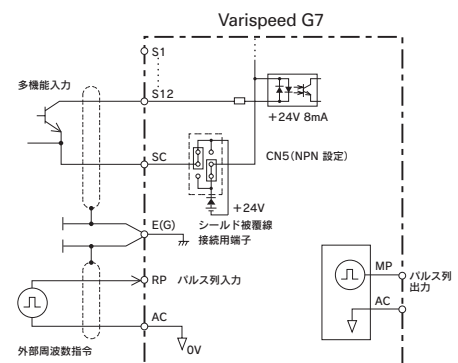 Varispeed G7
S1
多機能入力
S12
+24V 8mA
SC
CN5(NPN 設定)
+24V
E(G)
シールド被覆線
接続用端子
RP パルス列入力
MP
パルス列
出力
AC
AC
0V
外部周波数指令